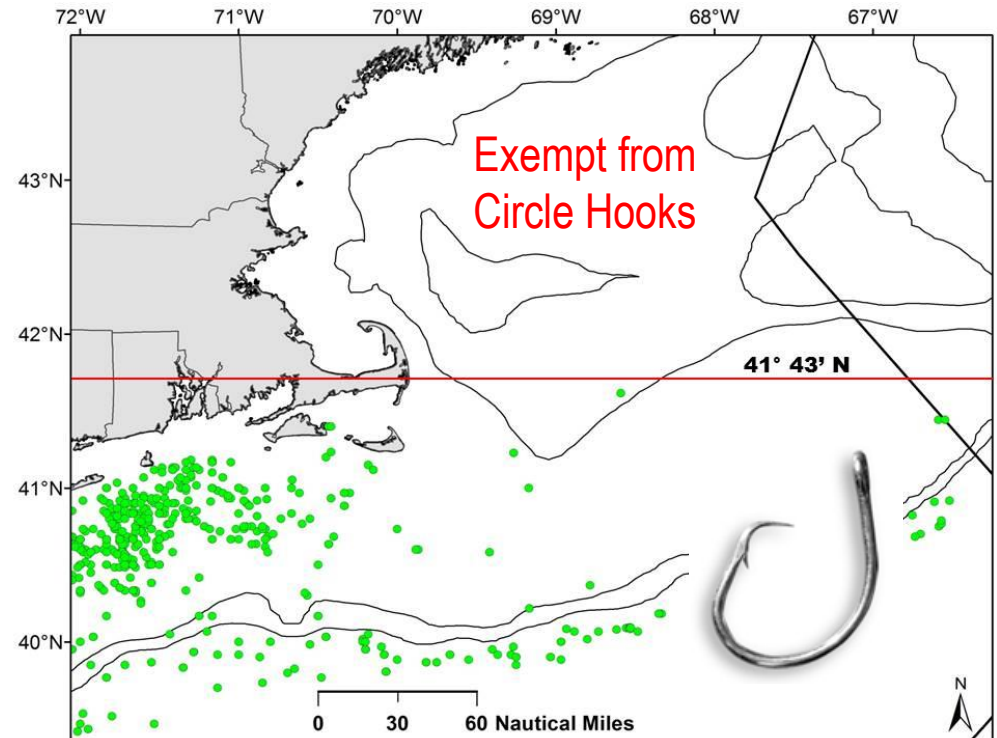 72°W 71°W 70°W 69°W 68°W 67°W
Exempt from
Circle Hooks
43°N
42°N
41° 43' N
41°N
40°N
N
0 30 60 Nautical Miles